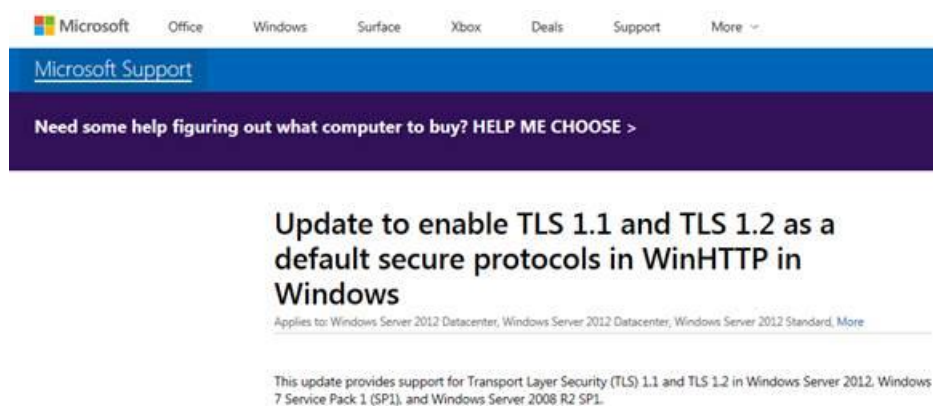 Microsoft Office Windows Surface Xbox Deals Support More
Microsoft Support
Need some help figuring out what computer to buy? HELP ME CHOOSE >
Update to enable TLS 1.1 and TLS 1.2 as a
default secure protocols in WinHTTP in
Windows
Applies to: Windows Server 2012 Datacenter, Windows Server 2012 Datacenter, Windows Server 2012 Standard, More
This update provides support for Transport Layer Security (TLS) 1.1 and TLS 1.2 in Windows Server 2012, Windows
7 Service Pack 1 (SP1), and Windows Server 2008 R2 SP1.